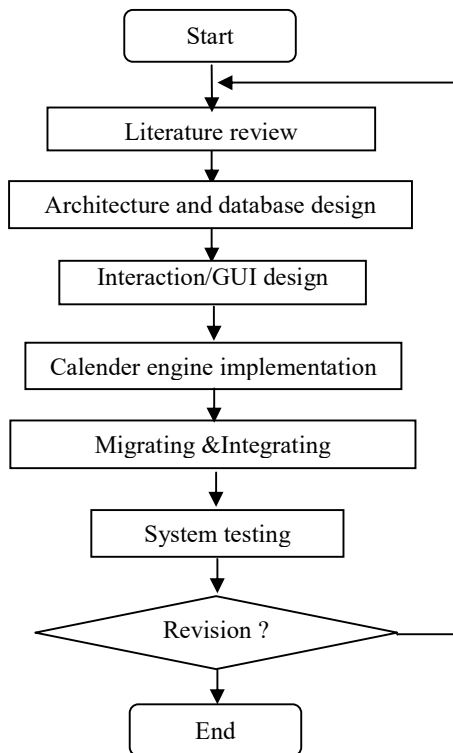 Start
Literature review
Architecture and database design
Interaction/GUI design
Calender engine implementation
Migrating &Integrating
System testing
Revision ?
End